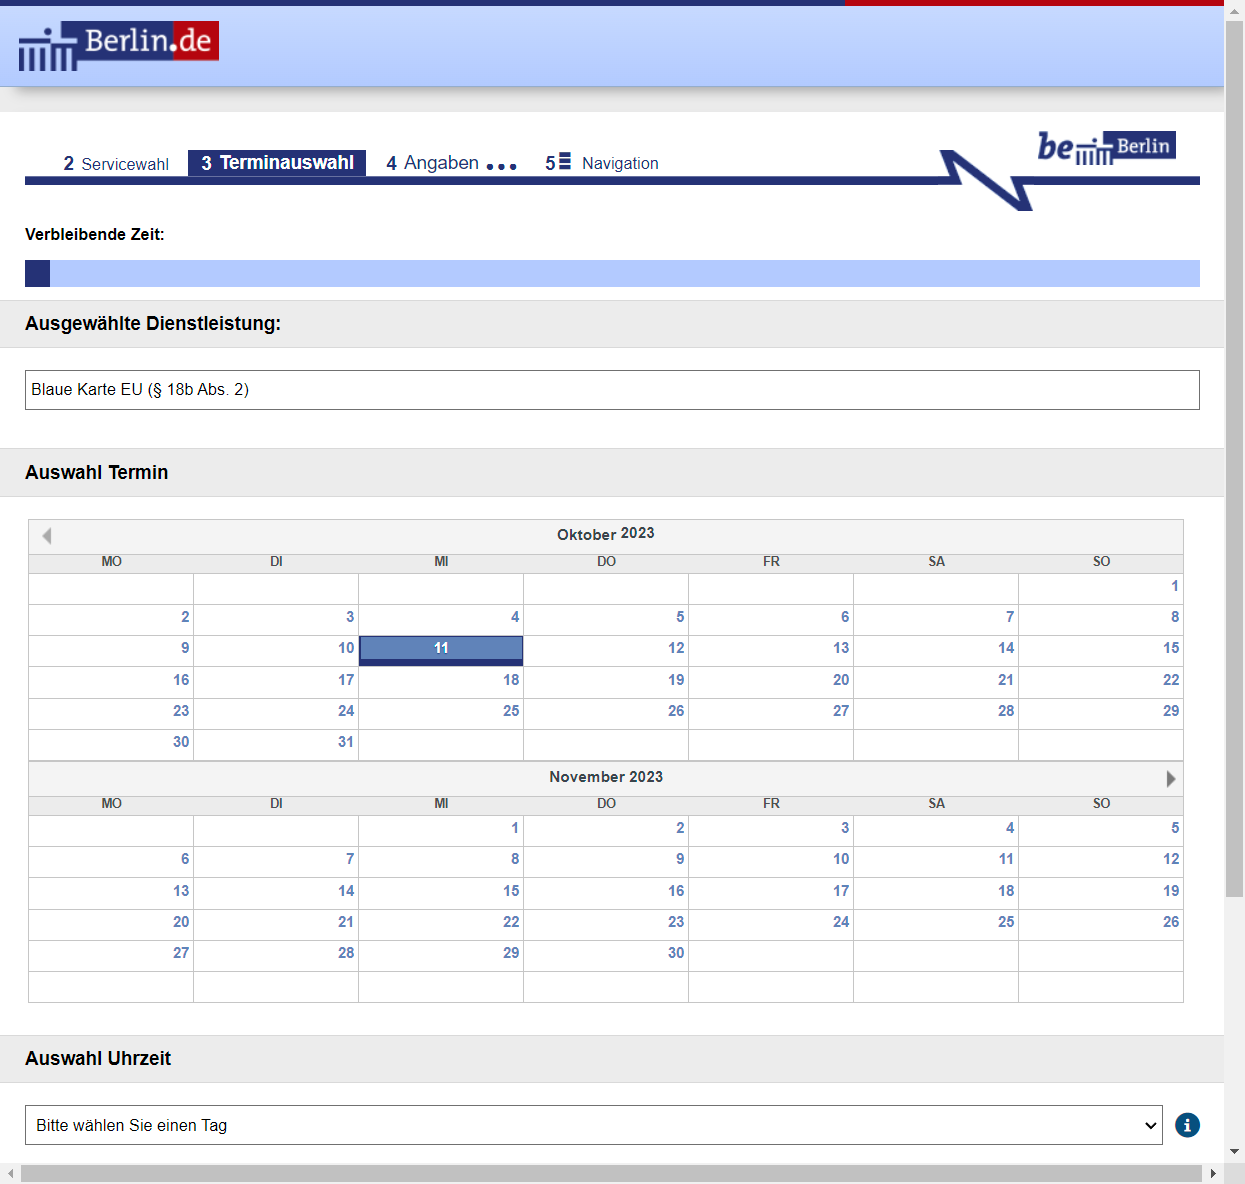 Berlin.de
be Berlin
2 Servicewahl 3 Terminauswahl 4 Angaben ... 5 Navigation
Verbleibende Zeit:
Ausgewählte Dienstleistung:
Blaue Karte EU (§ 18b Abs. 2)
Auswahl Termin
Oktober 2023
MO DI MI DO FR SA SO
1
2 3 4 5 6 7 8
9 10 11 12 13 14 15
16 17 18 19 20 21 22
23 24 25 26 27 28 29
30 31
November 2023
MO DI MI DO FR SA SO
1 2 3 4 5
6 7 8 9 10 11 12
13 14 15 16 17 18 19
20 21 22 23 24 25 26
27 28 29 30
Auswahl Uhrzeit
Bitte wählen Sie einen Tag